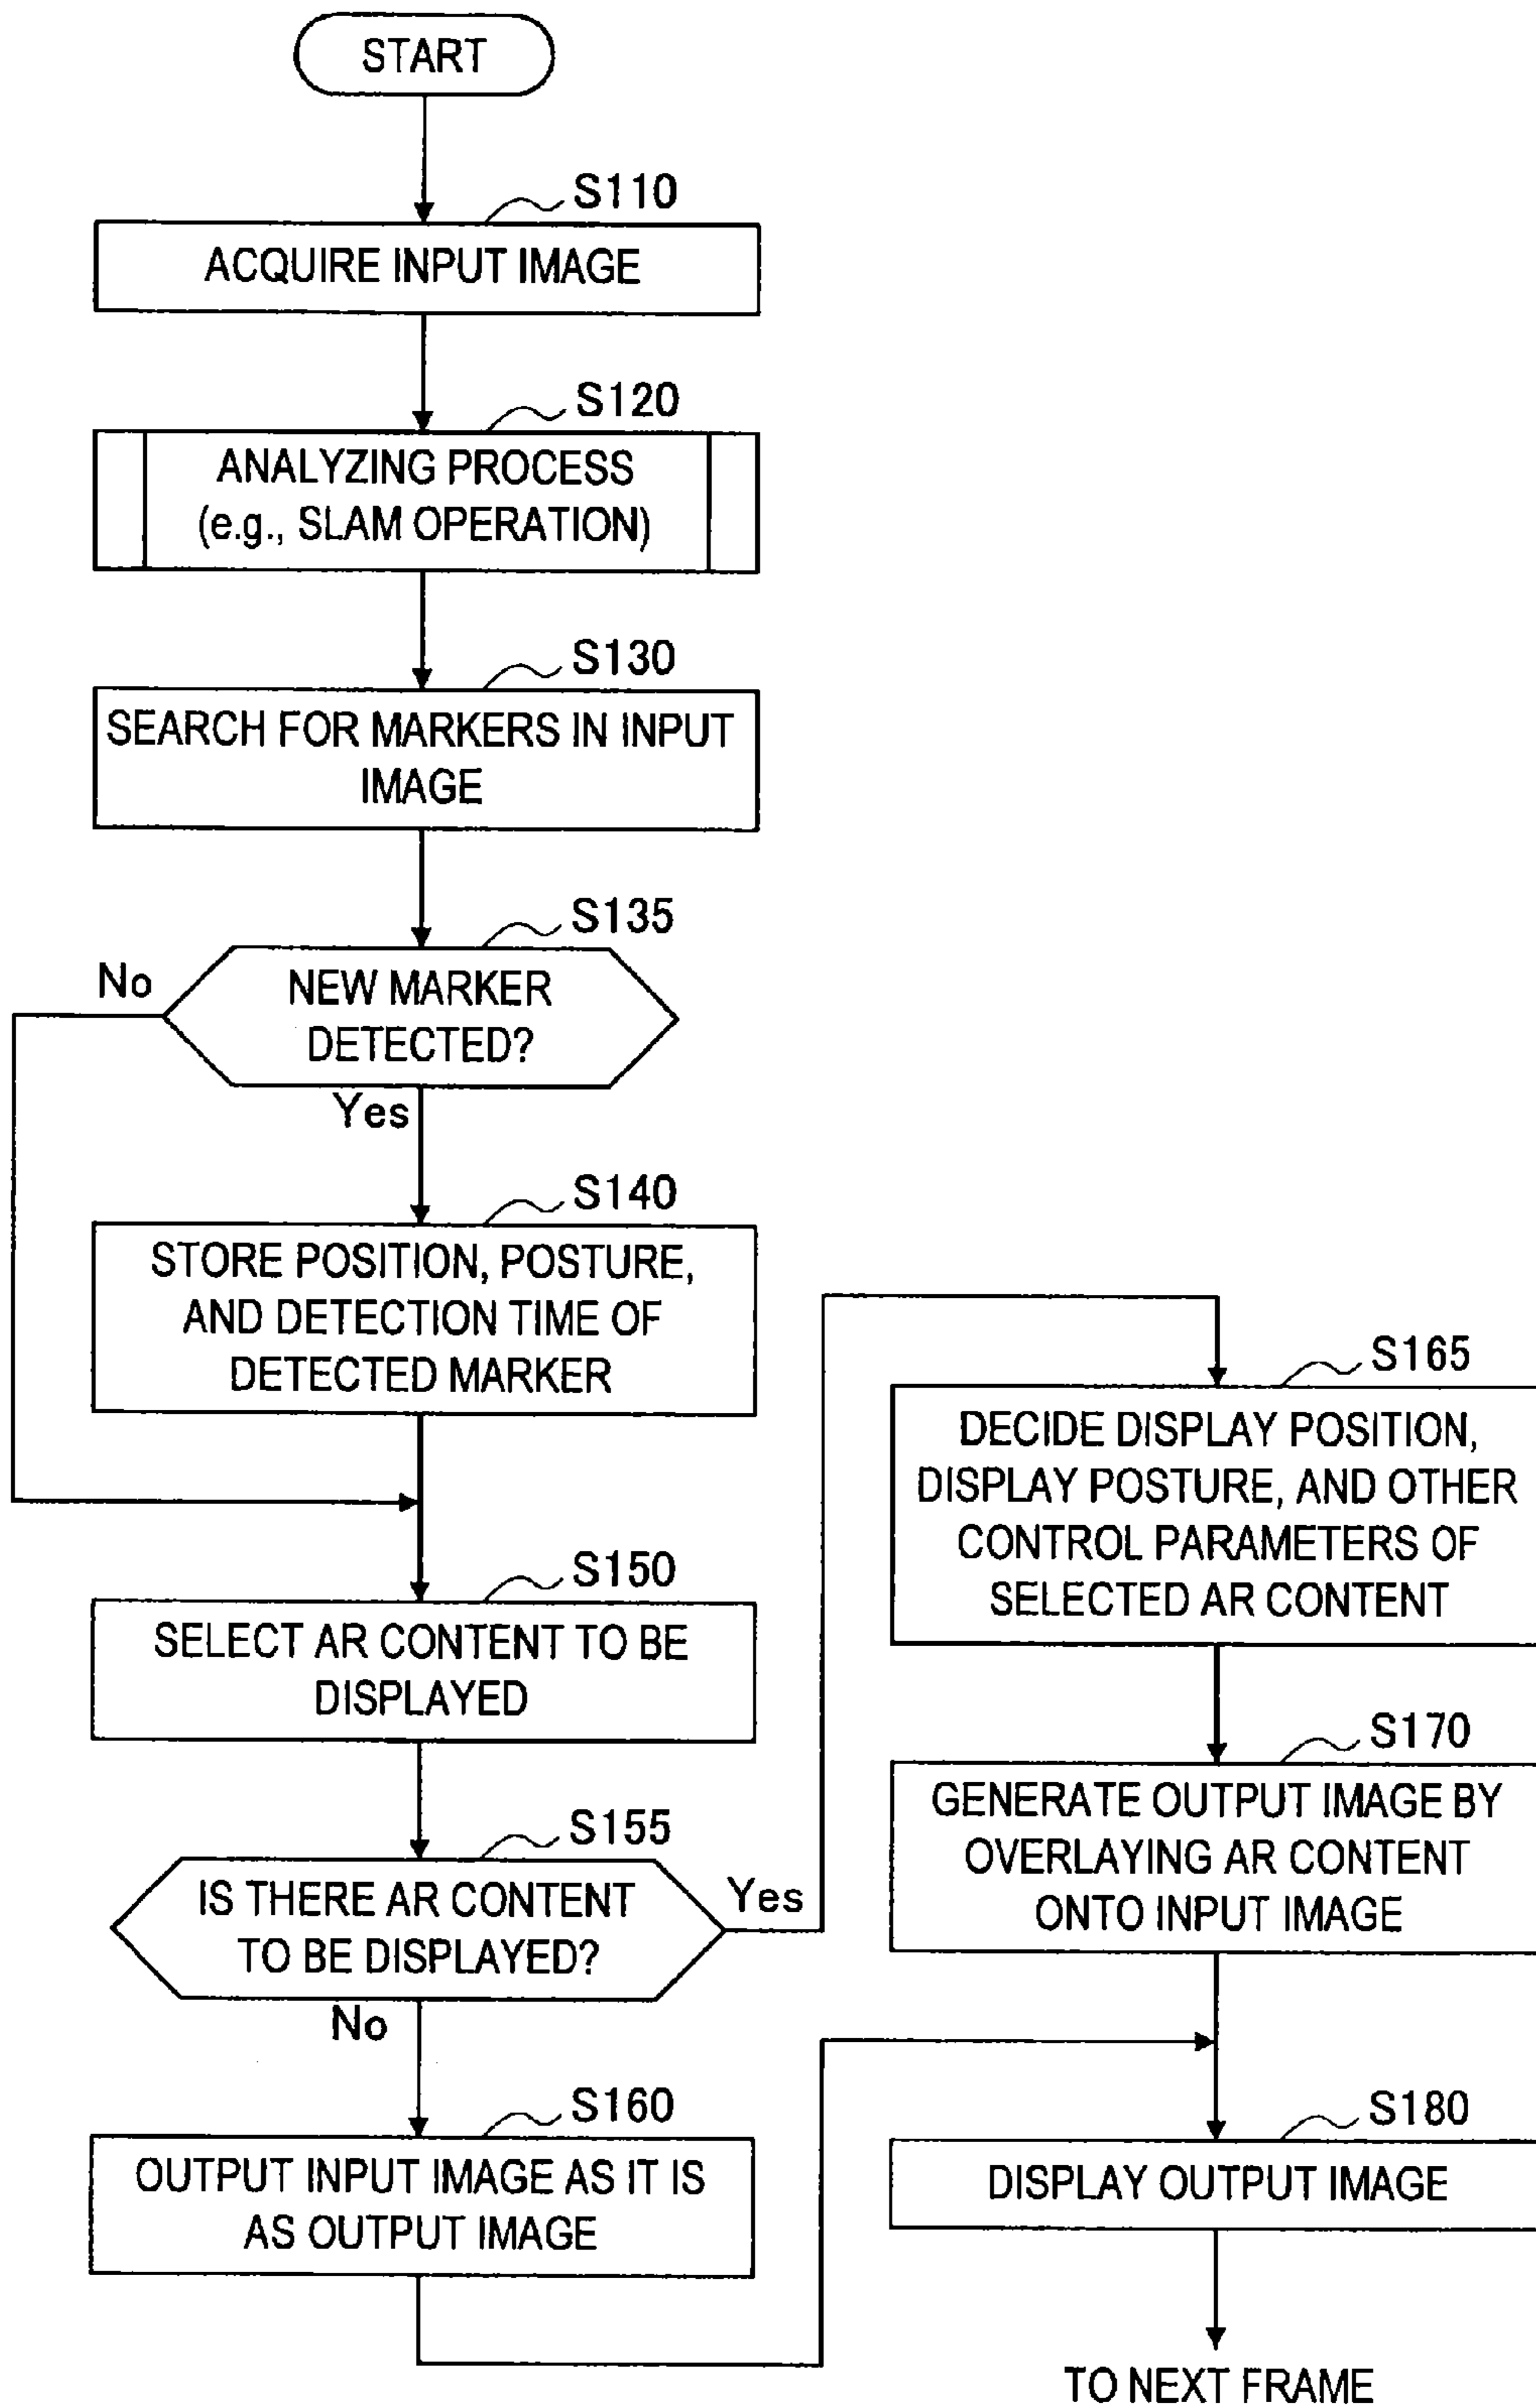 START
S110
ACQUIRE INPUT IMAGE
S120
ANALYZING PROCESS
(e.g., SLAM OPERATION)
S130
SEARCH FOR MARKERS IN INPUT
IMAGE
S135
No
NEW MARKER
DETECTED?
Yes
S140
STORE POSITION, POSTURE,
AND DETECTION TIME OF
DETECTED MARKER
S150
SELECT AR CONTENT TO BE
DISPLAYED
S155
IS THERE AR CONTENT
TO BE DISPLAYED?
Yes
No
S160
OUTPUT INPUT IMAGE AS IT IS
AS OUTPUT IMAGE
S165
DECIDE DISPLAY POSITION,
DISPLAY POSTURE, AND OTHER
CONTROL PARAMETERS OF
SELECTED AR CONTENT
S170
GENERATE OUTPUT IMAGE BY
OVERLAYING AR CONTENT
ONTO INPUT IMAGE
S180
DISPLAY OUTPUT IMAGE
TO NEXT FRAME